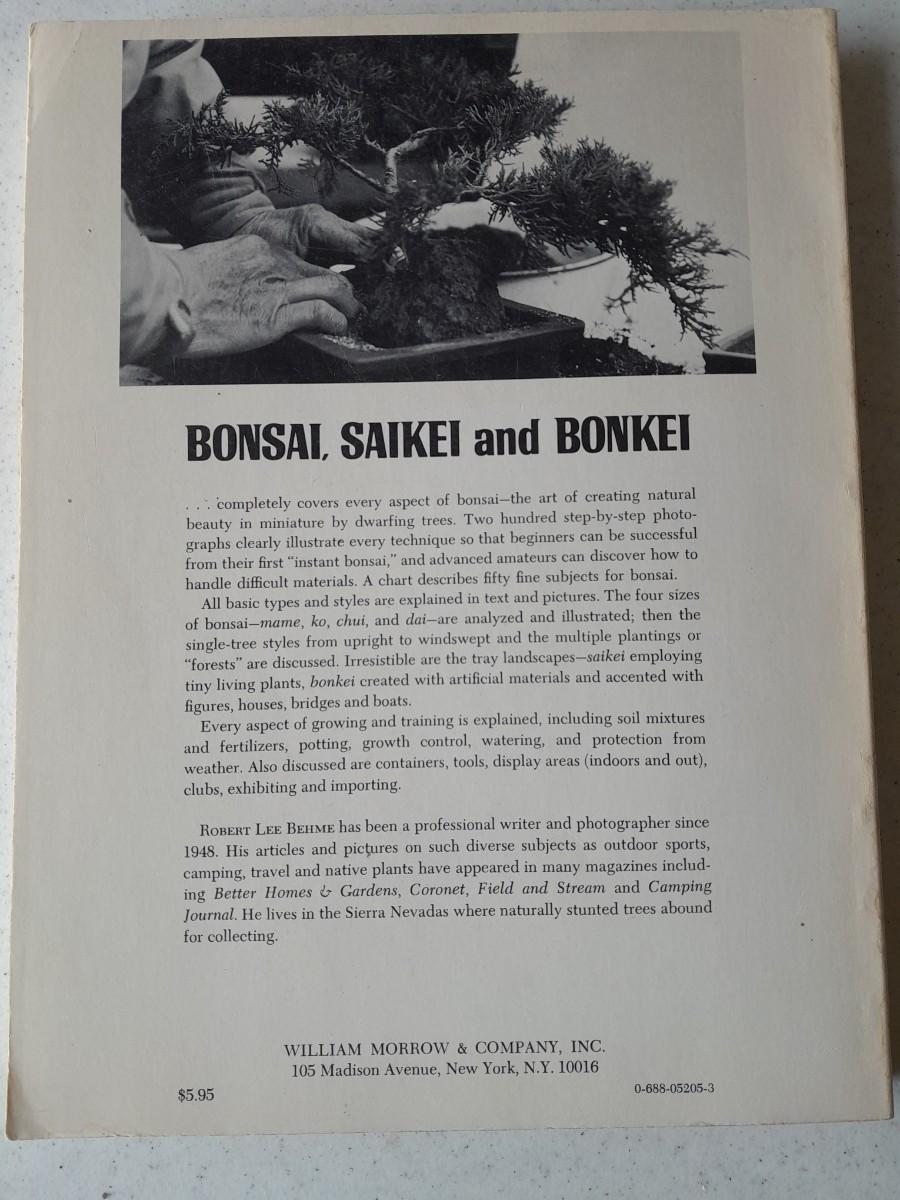 BONSAI, SAIKEI and BONKEI
. . . completely covers every aspect of bonsai—the art of creating natural
beauty in miniature by dwarfing trees. Two hundred step-by-step photo-
graphs clearly illustrate every technique so that beginners can be successful
from their first “instant bonsai,” and advanced amateurs can discover how to
handle difficult materials. A chart describes fifty fine subjects for bonsai.
All basic types and styles are explained in text and pictures. The four sizes
of bonsai—mame, ko, chui, and dai—are analyzed and illustrated; then the
single-tree styles from upright to windswept and the multiple plantings or
“forests” are discussed. Irresistible are the tray landscapes—saikei employing
tiny living plants, bonkei created with artificial materials and accented with
figures, houses, bridges and boats.
Every aspect of growing and training is explained, including soil mixtures
and fertilizers, potting, growth control, watering, and protection from
weather. Also discussed are containers, tools, display areas (indoors and out),
clubs, exhibiting and importing.
ROBERT LEE BEHME has been a professional writer and photographer since
1948. His articles and pictures on such diverse subjects as outdoor sports,
camping, travel and native plants have appeared in many magazines includ-
ing Better Homes & Gardens, Coronet, Field and Stream and Camping
Journal. He lives in the Sierra Nevadas where naturally stunted trees abound
for collecting.
WILLIAM MORROW & COMPANY, INC.
105 Madison Avenue, New York, N.Y. 10016
$5.95
0-688-05205-3